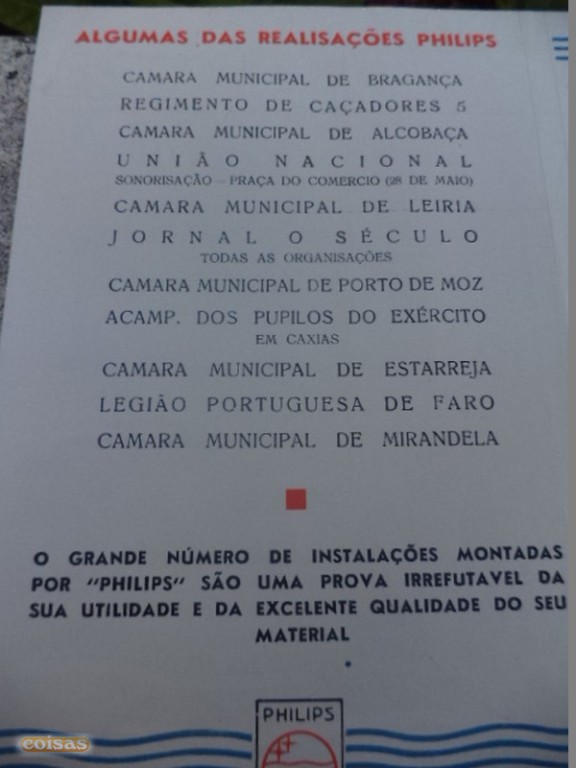 ALGUMAS DAS REALISAÇÕES PHILIPS
CAMARA MUNICIPAL DE BRAGANÇA
REGIMENTO DE CAÇADORES 5
CAMARA MUNICIPAL DE ALCOBAÇA
UNIÃO NACIONAL
SONORISAÇÃO - PRAÇA DO COMERCIO (28 DE MAIO)
CAMARA MUNICIPAL DE LEIRIA
JORNAL O SÉCULO
TODAS AS ORGANISAÇÕES
CAMARA MUNICIPAL DE PORTO DE MOZ
ACAMP. DOS PUPILOS DO EXÉRCITO
EM CAXIAS
CAMARA MUNICIPAL DE ESTARREJA
LEGIÃO PORTUGUESA DE FARO
CAMARA MUNICIPAL DE MIRANDELA
O GRANDE NÚMERO DE INSTALAÇÕES MONTADAS
POR "PHILIPS" SÃO UMA PROVA IRREFUTAVEL DA
SUA UTILIDADE E DA EXCELENTE QUALIDADE DO SEU
MATERIAL
PHILIPS
coisas